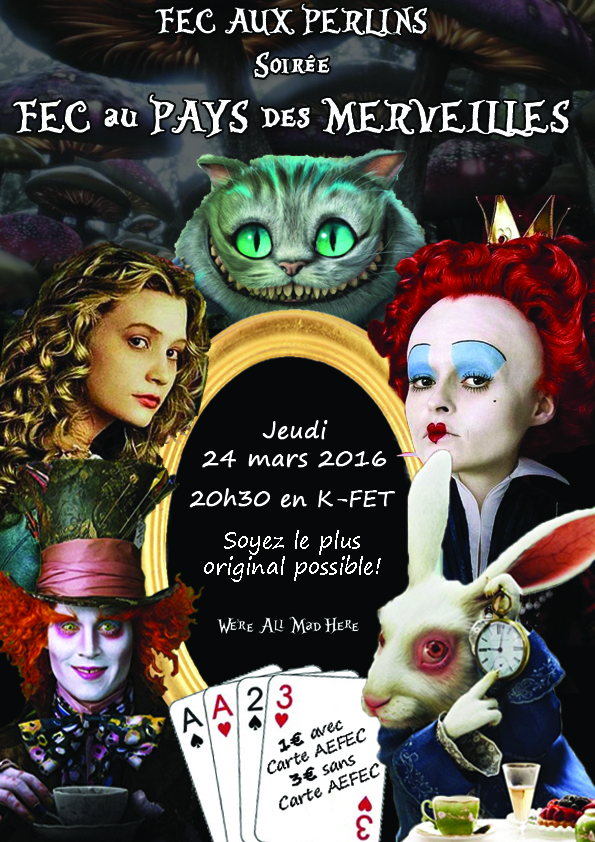 FEC AUX PERLINS
Soirée
FEC au PAYS des MERVEILLES
Jeudi
24 mars 2016
20h30 en K-FET
Soyez le plus
original possible!
We're All Mad Here
A A 2 3
1€ avec
Carte AEFEC
3€ sans
Carte AEFEC
3